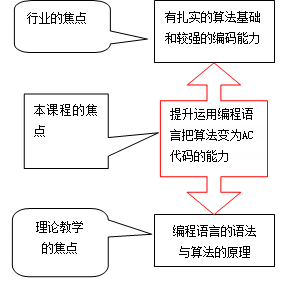 行业的焦点
有扎实的算法基础
和较强的编码能力
本课程的焦
点
提升运用编程语
言把算法变为AC
代码的能力
理论教学
的焦点
编程语言的语法
与算法的原理